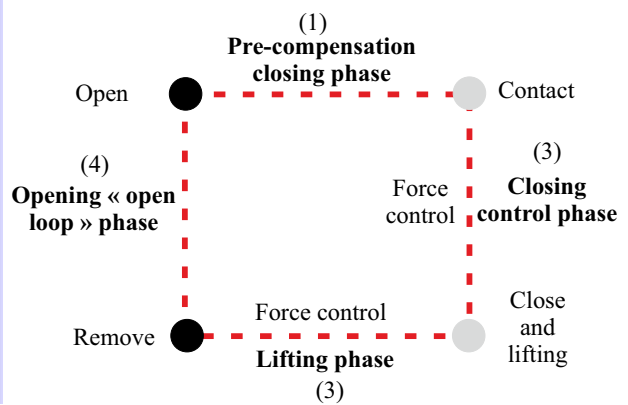 (1)
Pre-compensation
closing phase
Open
Contact
(4)
Opening « open
loop » phase
Force
control
(3)
Closing
control phase
Remove
Force control
Lifting phase
(3)
Close
and
lifting